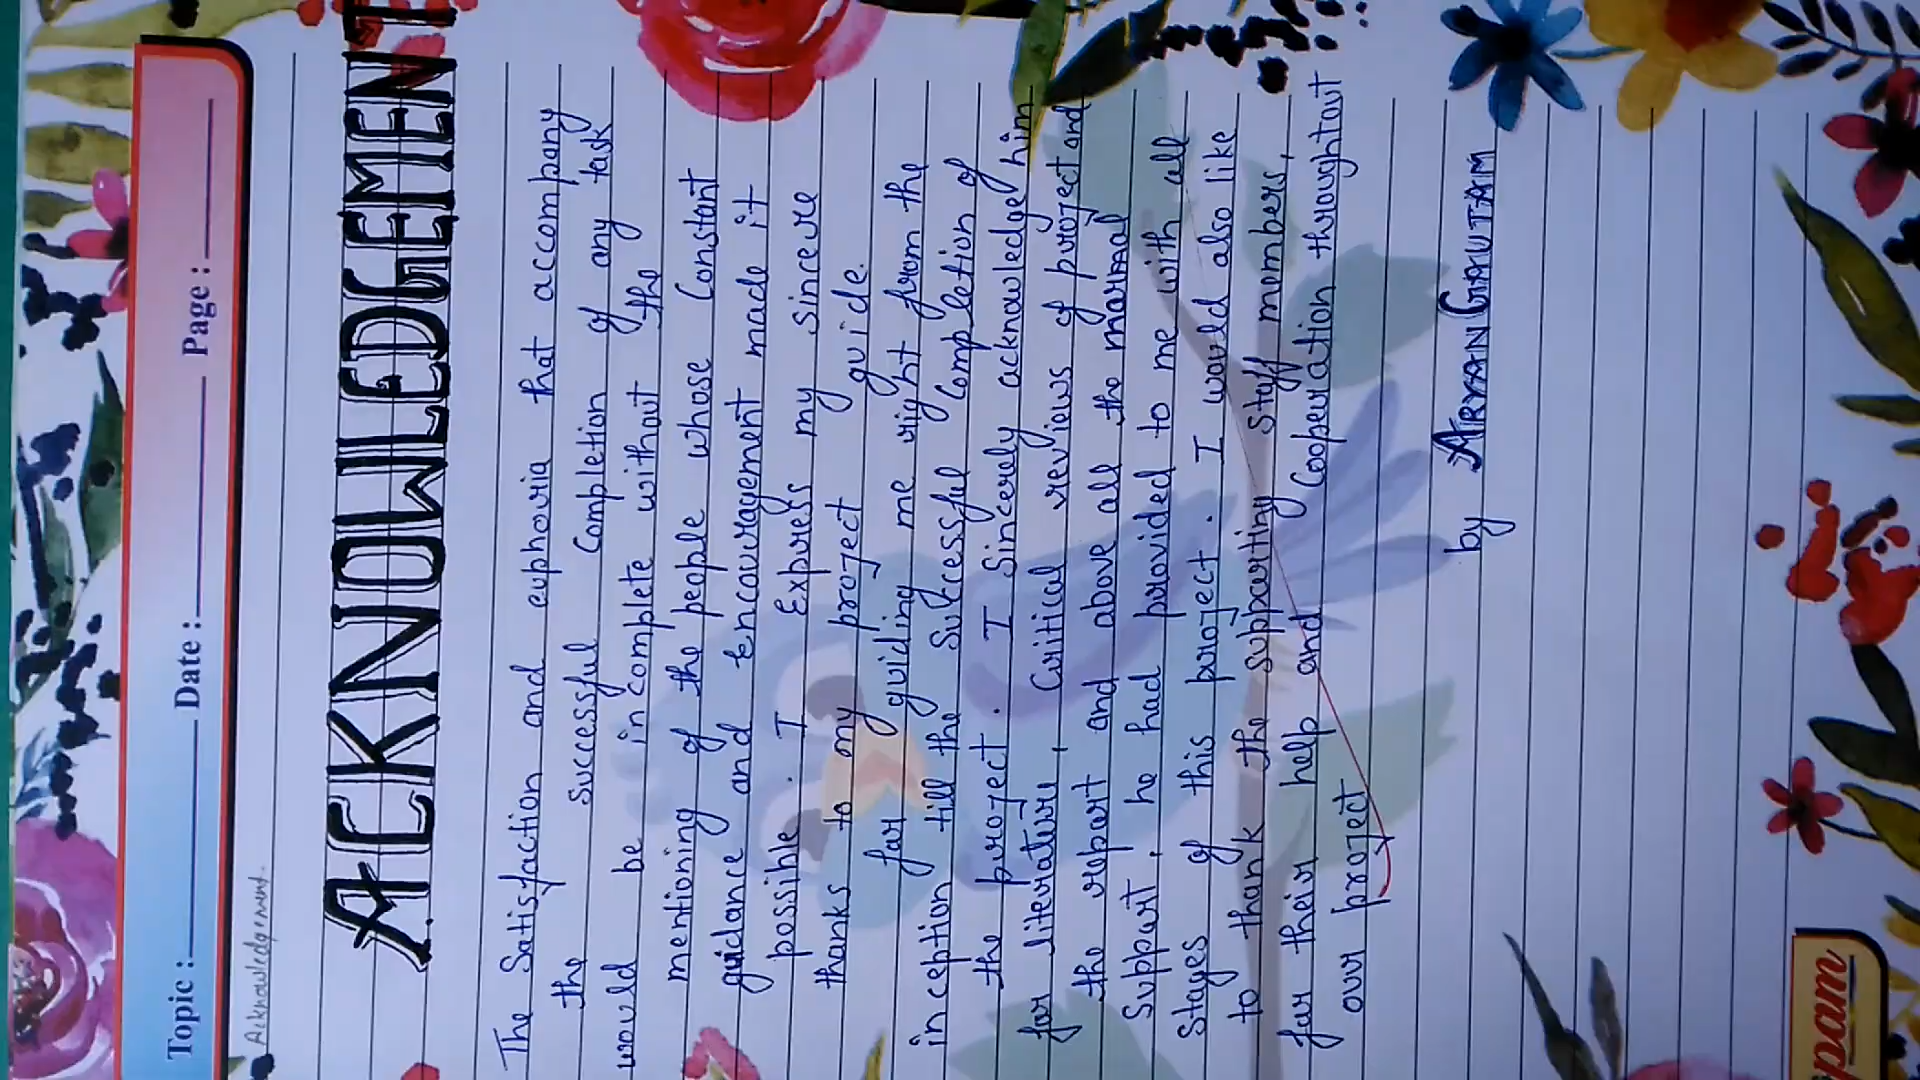 Topic : Date : Page :
Acknowledgement.
ACKNOWLEDGEMENT
The Satisfaction and euphoria that accompany
the successful completion of any task
would be incomplete without the
mentioning of the people whose Constant
guidance and Encouragement made it
possible. I Express my sincere
thanks to my project guide.
for guiding me right from the
inception till the Successful Completion of
the project. I Sincerely acknowledge him
for literature, Critical reviews of project and
the report and above all the marmal
Support, he had provided to me with all
stages of this project. I would also like
to thank the supporting staff members,
for their help and Cooperation throughtout
our project
by ARYAN GAUTAM
pam